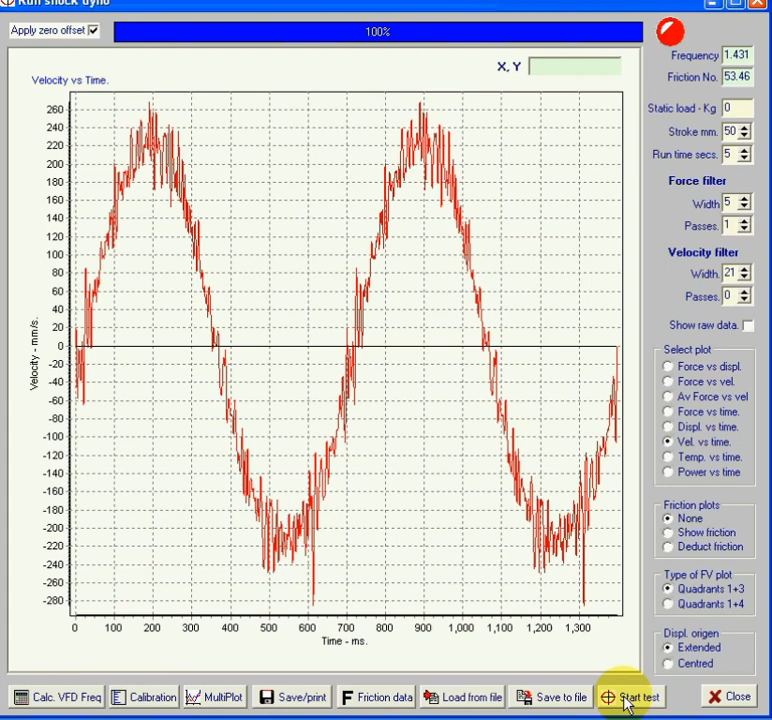 Run shock dyno
Apply zero offset
100%
X, Y
Frequency 1.431
Friction No. 53.46
Static load - Kg 0
Stroke mm. 50
Run time secs. 5
Force filter
Width 5
Passes. 1
Velocity filter
Width. 21
Passes. 0
Show raw data.
Select plot
Force vs displ.
Force vs vel.
Av Force vs vel
Force vs time.
Displ. vs time.
Vel. vs time.
Temp. vs time.
Power vs time
Friction plots
None
Show friction
Deduct friction
Type of FV plot
Quadrants 1+3
Quadrants 1+4
Displ. origen
Extended
Centred
Velocity vs Time.
260
240
220
200
180
160
140
120
100
80
60
40
20
0
-20
-40
-60
-80
-100
-120
-140
-160
-180
-200
-220
-240
-260
-280
Velocity - mm/s.
0 100 200 300 400 500 600 700 800 900 1,000 1,100 1,200 1,300
Time - ms.
Calc. VFD Freq Calibration MultiPlot Save/print Friction data Load from file Save to file Start test Close